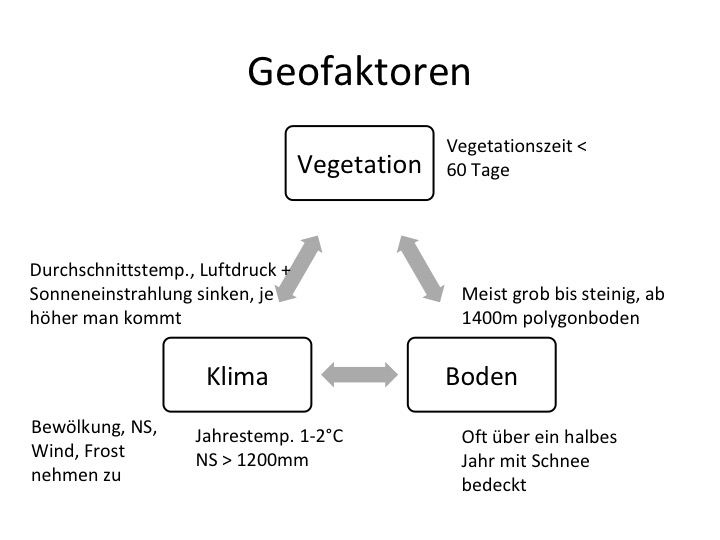 Geofaktoren
Vegetation
Vegetationszeit <
60 Tage
Durchschnittstemp., Luftdruck +
Sonneneinstrahlung sinken, je
höher man kommt
Meist grob bis steinig, ab
1400m polygonboden
Klima
Boden
Bewölkung, NS,
Wind, Frost
nehmen zu
Jahrestemp. 1-2°C
NS > 1200mm
Oft über ein halbes
Jahr mit Schnee
bedeckt